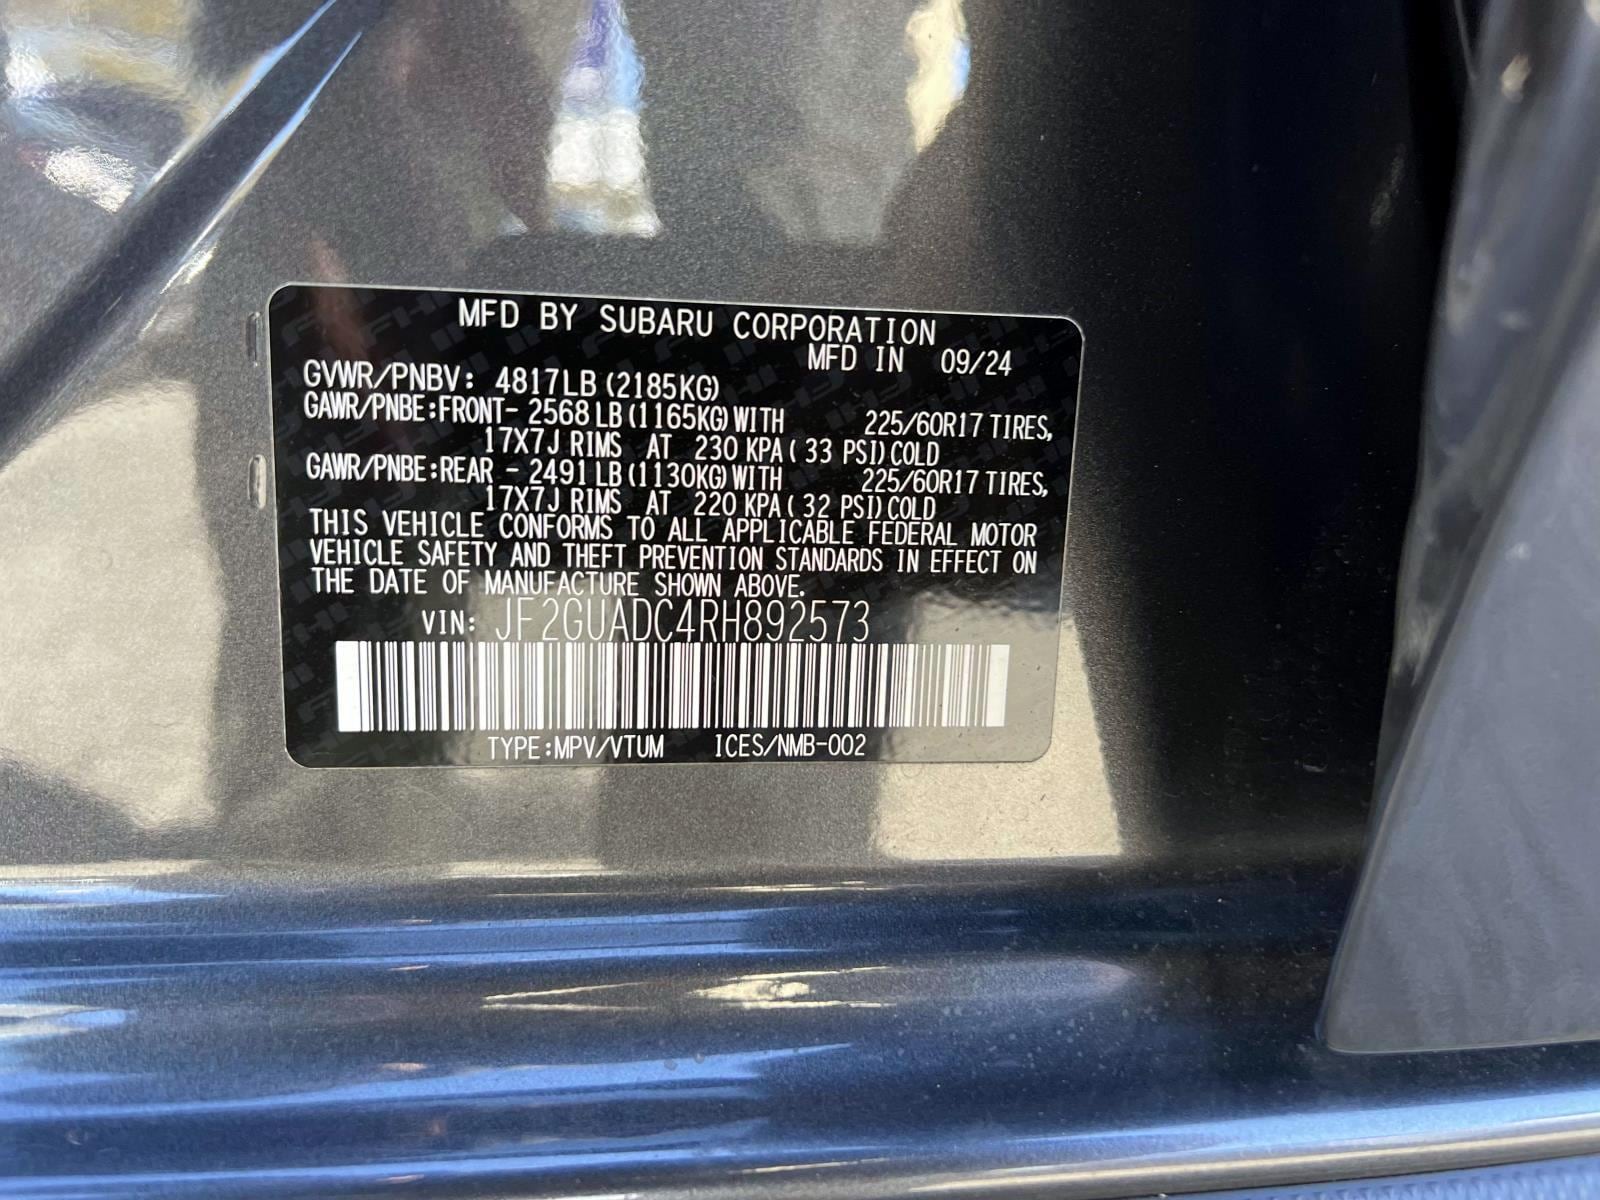 MFD BY SUBARU CORPORATION
MFD IN 09/24
GVWR/PNBV: 4817LB (2185KG)
GAWR/PNBE:FRONT- 2568 LB (1165KG) WITH 225/60R17 TIRES,
17X7J RIMS AT 230 KPA ( 33 PSI) COLD
GAWR/PNBE:REAR - 2491 LB (1130KG) WITH 225/60R17 TIRES,
17X7J RIMS AT 220 KPA ( 32 PSI) COLD
THIS VEHICLE CONFORMS TO ALL APPLICABLE FEDERAL MOTOR
VEHICLE SAFETY AND THEFT PREVENTION STANDARDS IN EFFECT ON
THE DATE OF MANUFACTURE SHOWN ABOVE.
VIN: JF2GUADC4RH892573
TYPE:MPV/VTUM ICES/NMB-002